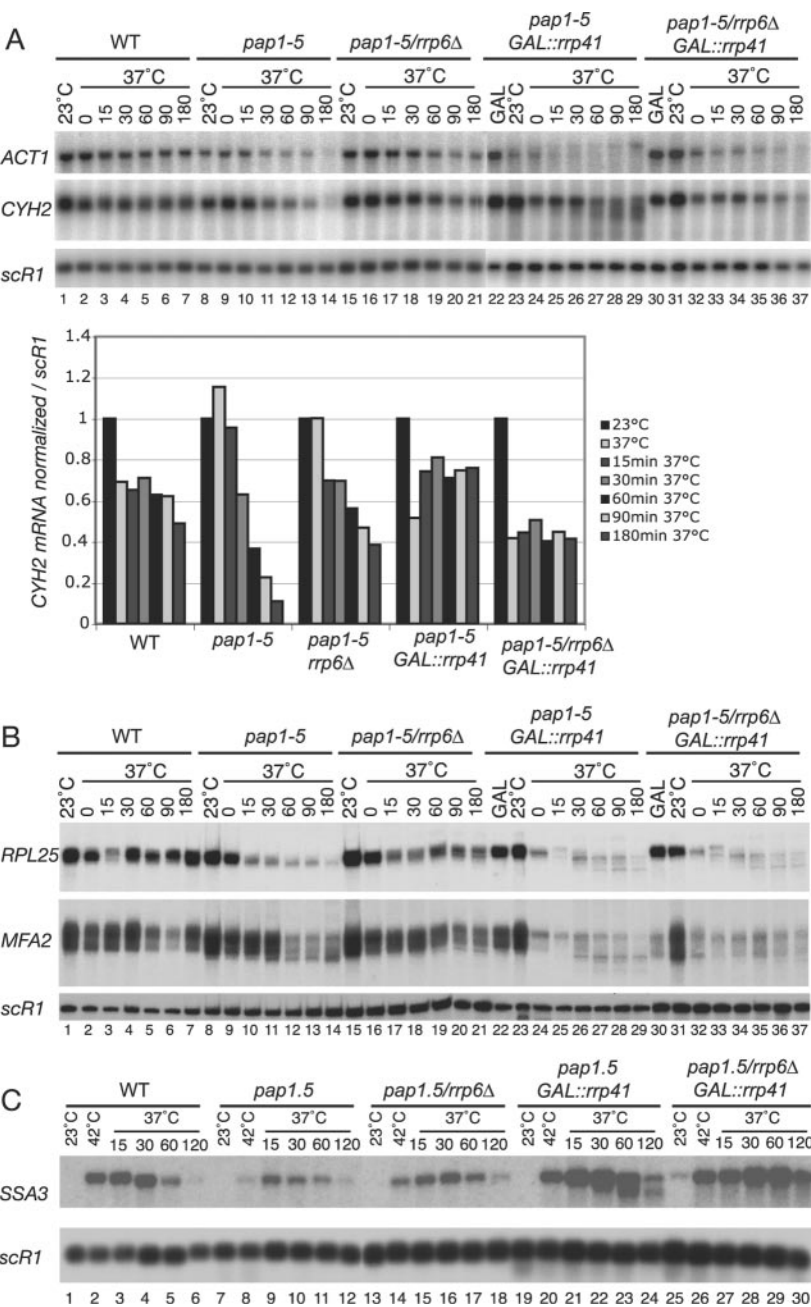 A
WT pap1-5 pap1-5/rrp6Δ pap1-5 GAL::rrp41 pap1-5/rrp6Δ GAL::rrp41
37˚C 37˚C 37˚C 37˚C 37˚C
23˚C 0 15 30 60 90 180 23˚C 0 15 30 60 90 180 23˚C 0 15 30 60 90 180 GAL 23˚C 0 15 30 60 90 180 GAL 23˚C 0 15 30 60 90 180
ACT1
CYH2
scR1
1 2 3 4 5 6 7 8 9 10 11 12 13 14 15 16 17 18 19 20 21 22 23 24 25 26 27 28 29 30 31 32 33 34 35 36 37
CYH2 mRNA normalized / scR1
1.4
1.2
1
0.8
0.6
0.4
0.2
0
23°C
37°C
15min 37°C
30min 37°C
60min 37°C
90min 37°C
180min 37°C
WT pap1-5 pap1-5 rrp6Δ pap1-5 GAL::rrp41 pap1-5/rrp6Δ GAL::rrp41
B
WT pap1-5 pap1-5/rrp6Δ pap1-5 GAL::rrp41 pap1-5/rrp6Δ GAL::rrp41
37˚C 37˚C 37˚C 37˚C 37˚C
23˚C 0 15 30 60 90 180 23˚C 0 15 30 60 90 180 23˚C 0 15 30 60 90 180 GAL 23˚C 0 15 30 60 90 180 GAL 23˚C 0 15 30 60 90 180
RPL25
MFA2
scR1
1 2 3 4 5 6 7 8 9 10 11 12 13 14 15 16 17 18 19 20 21 22 23 24 25 26 27 28 29 30 31 32 33 34 35 36 37
C
WT pap1.5 pap1.5/rrp6Δ pap1.5 GAL::rrp41 pap1.5/rrp6Δ GAL::rrp41
37˚C 37˚C 37˚C 37˚C 37˚C
23˚C 42˚C 15 30 60 120 23˚C 42˚C 15 30 60 120 23˚C 42˚C 15 30 60 120 23˚C 42˚C 15 30 60 120 23˚C 42˚C 15 30 60 120
SSA3
scR1
1 2 3 4 5 6 7 8 9 10 11 12 13 14 15 16 17 18 19 20 21 22 23 24 25 26 27 28 29 30